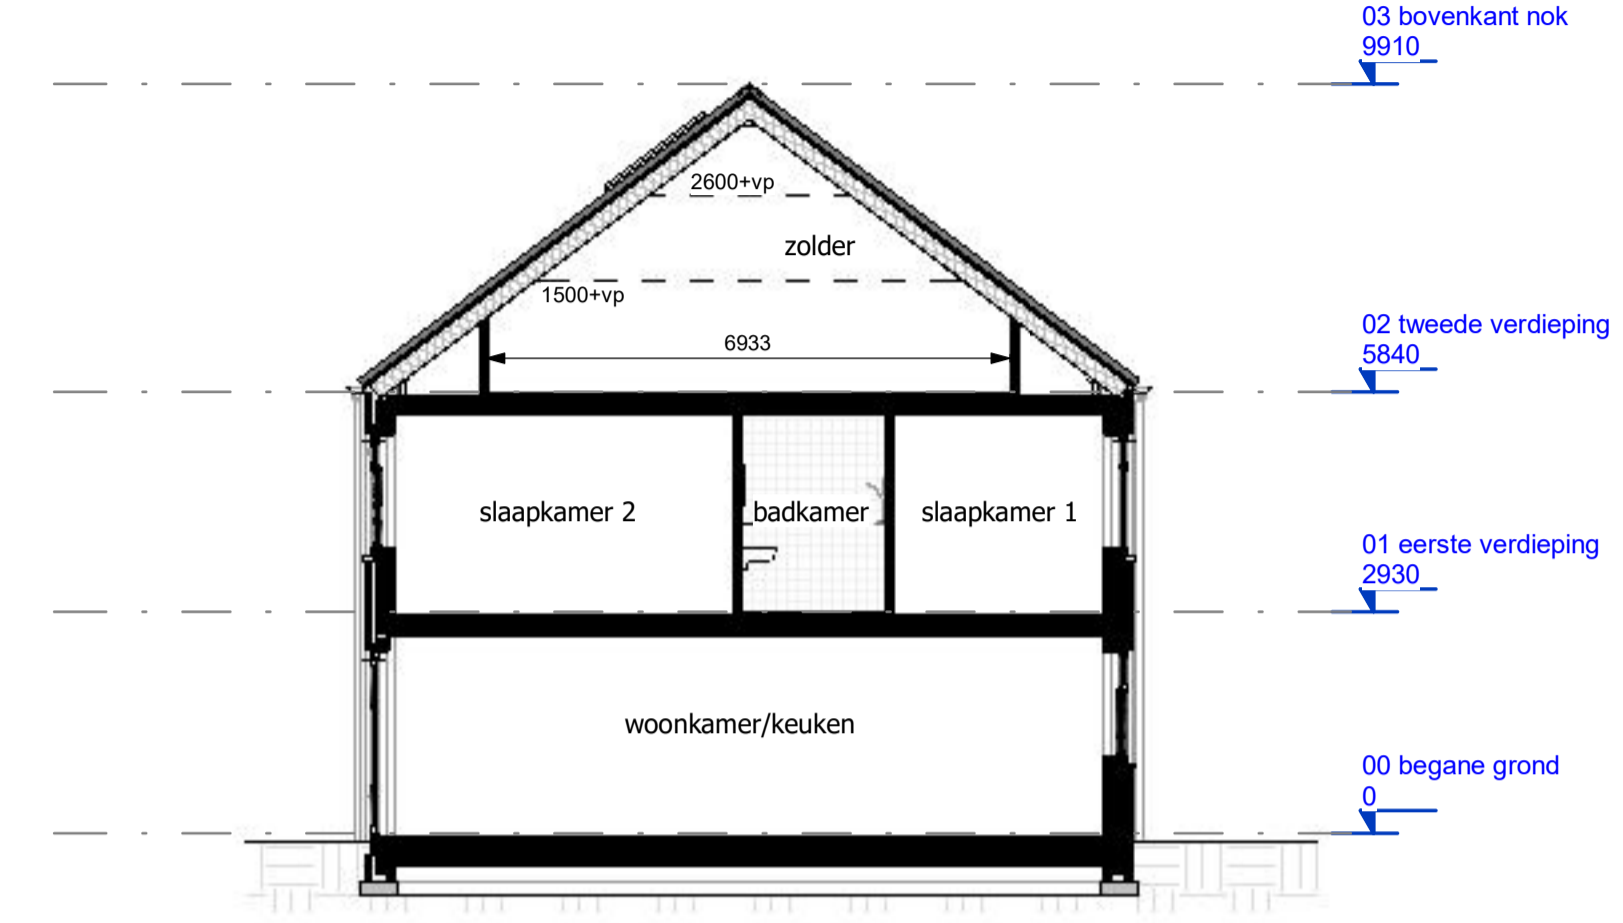 03 bovenkant nok
9910
2600+vp
zolder
1500+vp
02 tweede verdieping
5840
6933
slaapkamer 2
badkamer
slaapkamer 1
01 eerste verdieping
2930
woonkamer/keuken
00 begane grond
0